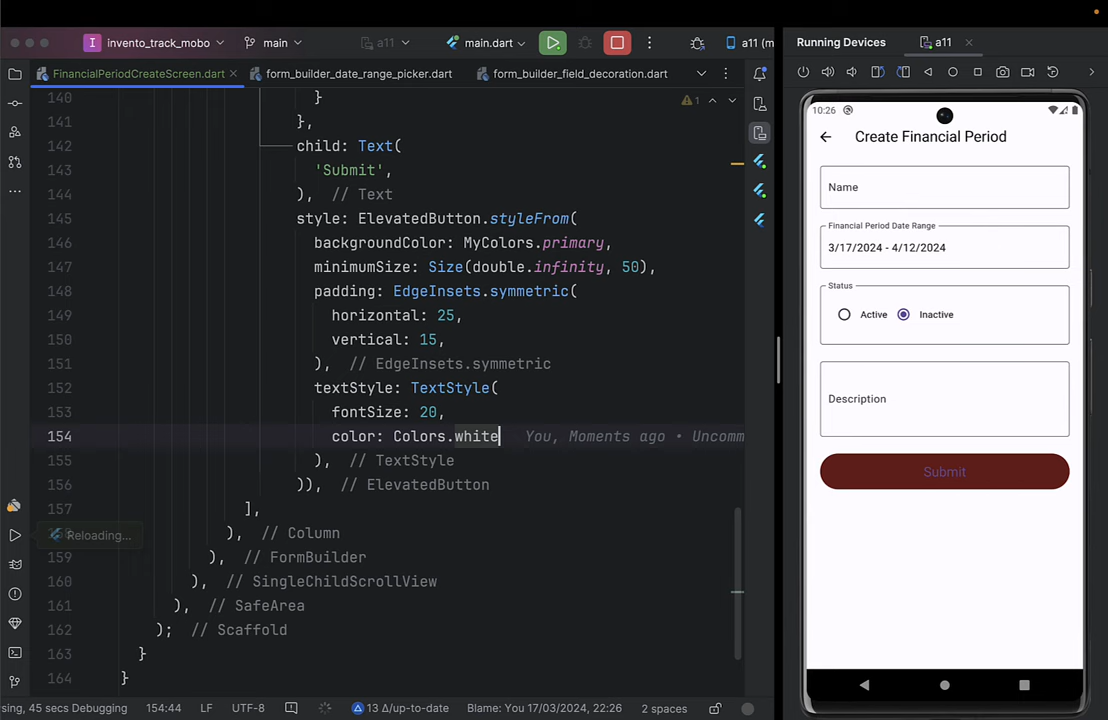 I invento_track_mobo main a11 main.dart a11 (m Running Devices a11
FinancialPeriodCreateScreen.dart form_builder_date_range_picker.dart form_builder_field_decoration.dart
140 }
1
141 },
142 child: Text(
143 'Submit',
144 ), // Text
145 style: ElevatedButton.styleFrom(
146 backgroundColor: MyColors.primary,
147 minimumSize: Size(double.infinity, 50),
148 padding: EdgeInsets.symmetric(
149 horizontal: 25,
150 vertical: 15,
151 ), // EdgeInsets.symmetric
152 textStyle: TextStyle(
153 fontSize: 20,
154 color: Colors.white You, Moments ago • Uncomm
155 ), // TextStyle
156 )), // ElevatedButton
157 ],
), // Column
Reloading...
159 ), // FormBuilder
160 ), // SingleChildScrollView
161 ), // SafeArea
162 ); // Scaffold
163 }
164 }
sing, 45 secs Debugging 154:44 LF UTF-8 13 Δ/up-to-date Blame: You 17/03/2024, 22:26 2 spaces
10:26
Create Financial Period
Name
Financial Period Date Range
3/17/2024 - 4/12/2024
Status
Active Inactive
Description
Submit